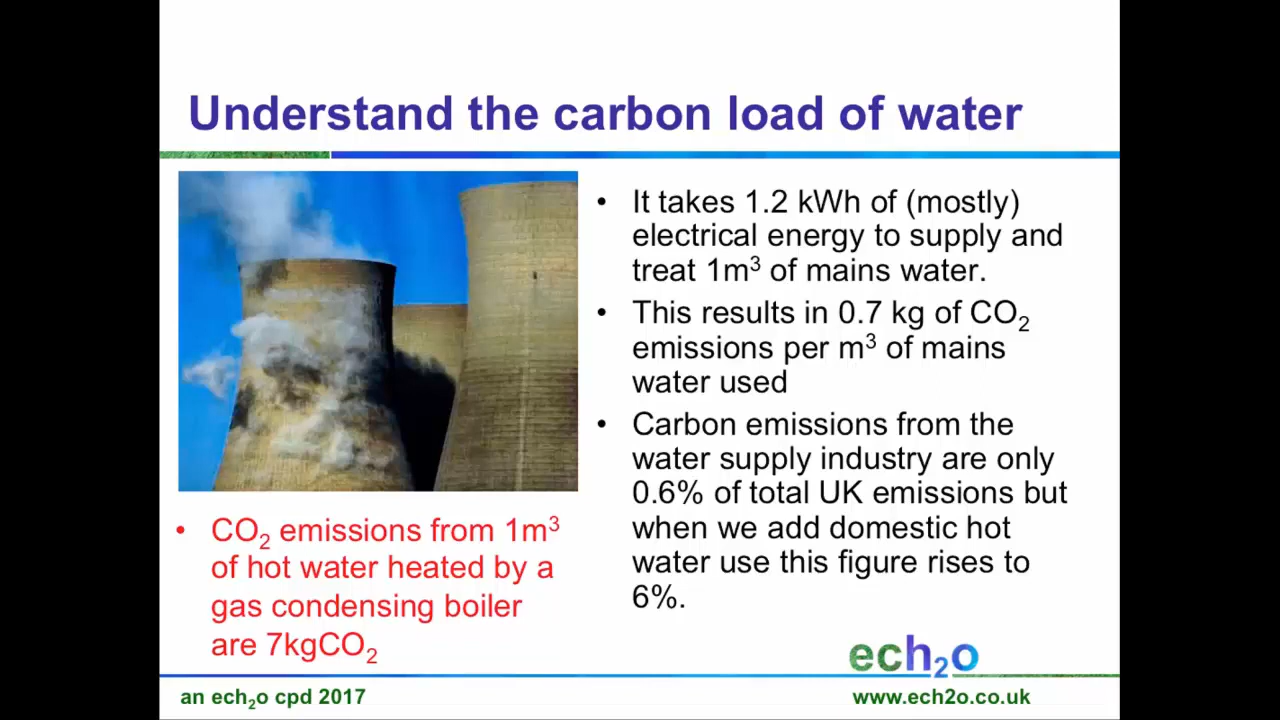 Understand the carbon load of water
• It takes 1.2 kWh of (mostly)
electrical energy to supply and
treat 1m³ of mains water.
• This results in 0.7 kg of CO₂
emissions per m³ of mains
water used
• Carbon emissions from the
water supply industry are only
0.6% of total UK emissions but
when we add domestic hot
water use this figure rises to
6%.
• CO₂ emissions from 1m³
of hot water heated by a
gas condensing boiler
are 7kgCO₂
ech₂o
an ech₂o cpd 2017
www.ech2o.co.uk